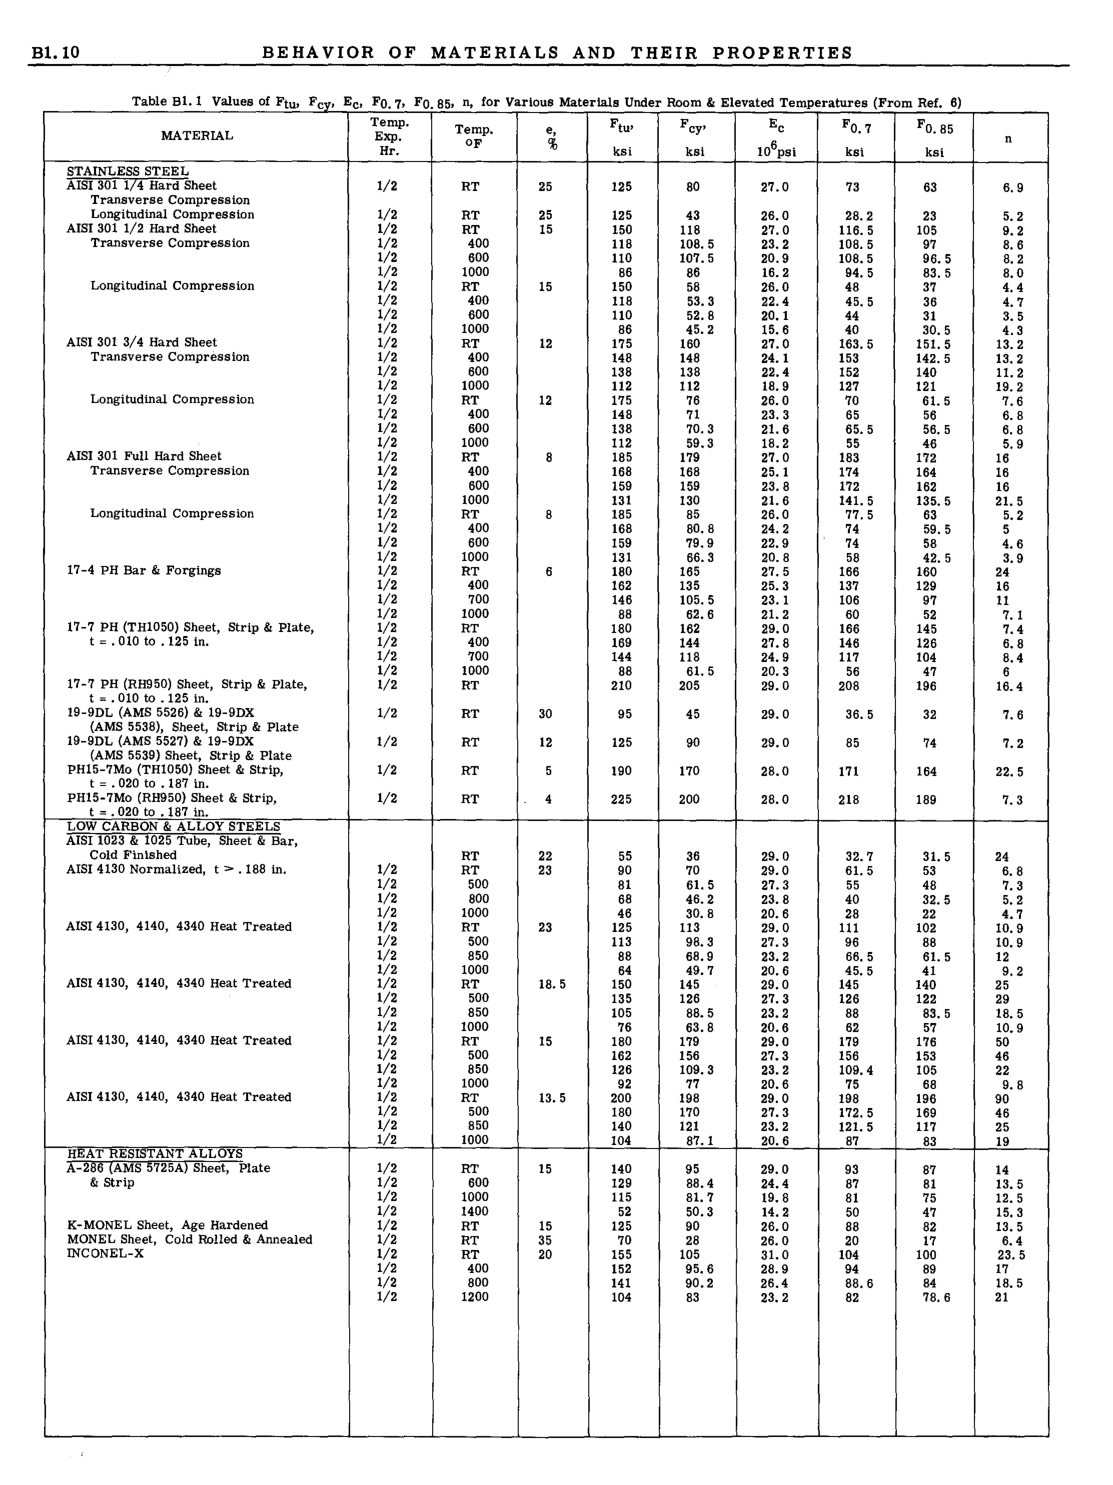 B1.10 BEHAVIOR OF MATERIALS AND THEIR PROPERTIES
Table B1.1 Values of Ftu, Fcy, Ec, F0.7, F0.85, n, for Various Materials Under Room & Elevated Temperatures (From Ref. 6)
MATERIAL Temp. Exp. Hr. Temp. OF e, % Ftu, ksi Fcy, ksi Ec 10^6 psi F0.7 ksi F0.85 ksi n
STAINLESS STEEL
AISI 301 1/4 Hard Sheet 1/2 RT 25 125 80 27.0 73 63 6.9
Transverse Compression
Longitudinal Compression 1/2 RT 25 125 43 26.0 28.2 23 5.2
AISI 301 1/2 Hard Sheet 1/2 RT 15 150 118 27.0 116.5 105 9.2
Transverse Compression 1/2 400 118 108.5 23.2 108.5 97 8.6
1/2 600 110 107.5 20.9 108.5 96.5 8.2
1/2 1000 86 86 16.2 94.5 83.5 8.0
Longitudinal Compression 1/2 RT 15 150 58 26.0 48 37 4.4
1/2 400 118 53.3 22.4 45.5 36 4.7
1/2 600 110 52.8 20.1 44 31 3.5
1/2 1000 86 45.2 15.6 40 30.5 4.3
AISI 301 3/4 Hard Sheet 1/2 RT 12 175 160 27.0 163.5 151.5 13.2
Transverse Compression 1/2 400 148 148 24.1 153 142.5 13.2
1/2 600 138 138 22.4 152 140 11.2
1/2 1000 112 112 18.9 127 121 19.2
Longitudinal Compression 1/2 RT 12 175 76 26.0 70 61.5 7.6
1/2 400 148 71 23.3 65 56 6.8
1/2 600 138 70.3 21.6 65.5 56.5 6.8
1/2 1000 112 59.3 18.2 55 46 5.9
AISI 301 Full Hard Sheet 1/2 RT 8 185 179 27.0 183 172 16
Transverse Compression 1/2 400 168 168 25.1 174 164 16
1/2 600 159 159 23.8 172 162 16
1/2 1000 131 130 21.6 141.5 135.5 21.5
Longitudinal Compression 1/2 RT 8 185 85 26.0 77.5 63 5.2
1/2 400 168 80.8 24.2 74 59.5 5
1/2 600 159 79.9 22.9 74 58 4.6
1/2 1000 131 66.3 20.8 58 42.5 3.9
17-4 PH Bar & Forgings 1/2 RT 6 180 165 27.5 166 160 24
1/2 400 162 135 25.3 137 129 16
1/2 700 146 105.5 23.1 106 97 11
1/2 1000 88 62.6 21.2 60 52 7.1
17-7 PH (TH1050) Sheet, Strip & Plate, 1/2 RT 180 162 29.0 166 145 7.4
t = .010 to .125 in. 1/2 400 169 144 27.8 146 126 6.8
1/2 700 144 118 24.9 117 104 8.4
1/2 1000 88 61.5 20.3 56 47 6
17-7 PH (RH950) Sheet, Strip & Plate, 1/2 RT 210 205 29.0 208 196 16.4
t = .010 to .125 in.
19-9DL (AMS 5526) & 19-9DX 1/2 RT 30 95 45 29.0 36.5 32 7.6
(AMS 5538), Sheet, Strip & Plate
19-9DL (AMS 5527) & 19-9DX 1/2 RT 12 125 90 29.0 85 74 7.2
(AMS 5539) Sheet, Strip & Plate
PH15-7Mo (TH1050) Sheet & Strip, 1/2 RT 5 190 170 28.0 171 164 22.5
t = .020 to .187 in.
PH15-7Mo (RH950) Sheet & Strip, 1/2 RT 4 225 200 28.0 218 189 7.3
t = .020 to .187 in.
LOW CARBON & ALLOY STEELS
AISI 1023 & 1025 Tube, Sheet & Bar,
Cold Finished RT 22 55 36 29.0 32.7 31.5 24
AISI 4130 Normalized, t > .188 in. 1/2 RT 23 90 70 29.0 61.5 53 6.8
1/2 500 81 61.5 27.3 55 48 7.3
1/2 800 68 46.2 23.8 40 32.5 5.2
1/2 1000 46 30.8 20.6 28 22 4.7
AISI 4130, 4140, 4340 Heat Treated 1/2 RT 23 125 113 29.0 111 102 10.9
1/2 500 113 98.3 27.3 96 88 10.9
1/2 850 88 68.9 23.2 66.5 61.5 12
1/2 1000 64 49.7 20.6 45.5 41 9.2
AISI 4130, 4140, 4340 Heat Treated 1/2 RT 18.5 150 145 29.0 145 140 25
1/2 500 135 126 27.3 126 122 29
1/2 850 105 88.5 23.2 88 83.5 18.5
1/2 1000 76 63.8 20.6 62 57 10.9
AISI 4130, 4140, 4340 Heat Treated 1/2 RT 15 180 179 29.0 179 176 50
1/2 500 162 156 27.3 156 153 46
1/2 850 126 109.3 23.2 109.4 105 22
1/2 1000 92 77 20.6 75 68 9.8
AISI 4130, 4140, 4340 Heat Treated 1/2 RT 13.5 200 198 29.0 198 196 90
1/2 500 180 170 27.3 172.5 169 46
1/2 850 140 121 23.2 121.5 117 25
1/2 1000 104 87.1 20.6 87 83 19
HEAT RESISTANT ALLOYS
A-286 (AMS 5725A) Sheet, Plate 1/2 RT 15 140 95 29.0 93 87 14
& Strip 1/2 600 129 88.4 24.4 87 81 13.5
1/2 1000 115 81.7 19.8 81 75 12.5
1/2 1400 52 50.3 14.2 50 47 15.3
K-MONEL Sheet, Age Hardened 1/2 RT 15 125 90 26.0 88 82 13.5
MONEL Sheet, Cold Rolled & Annealed 1/2 RT 35 70 28 26.0 20 17 6.4
INCONEL-X 1/2 RT 20 155 105 31.0 104 100 23.5
1/2 400 152 95.6 28.9 94 89 17
1/2 800 141 90.2 26.4 88.6 84 18.5
1/2 1200 104 83 23.2 82 78.6 21